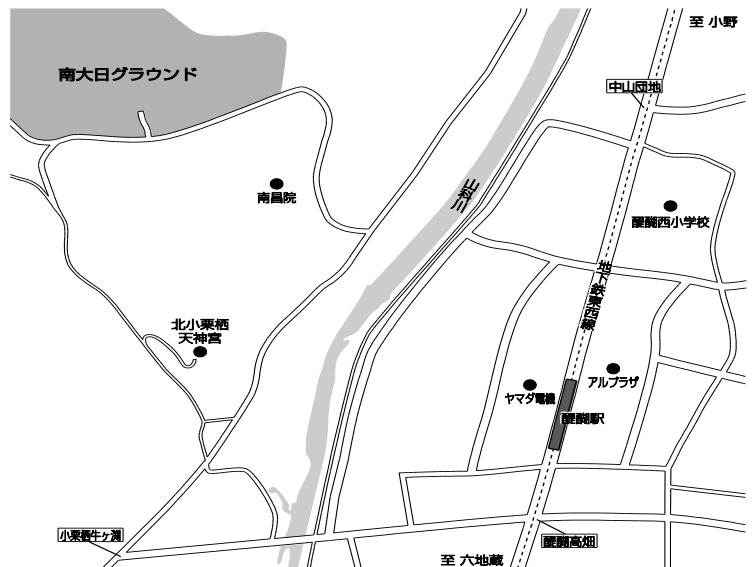 至 小野
南大日グラウンド
中山団地
南昌院
山科川
醍醐西小学校
地下鉄東西線
北小栗栖
天神宮
アルプラザ
ヤマダ電機
醍醐駅
小栗栖牛ヶ淵
醍醐高畑
至 六地蔵